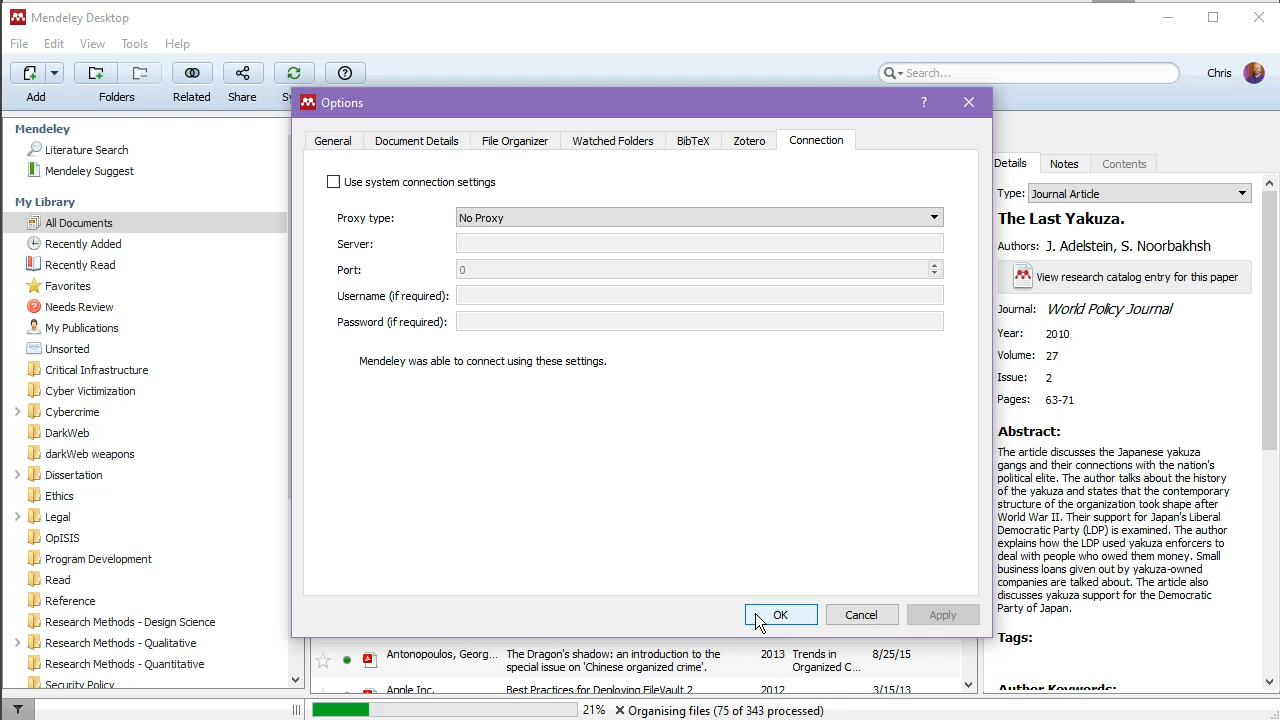 Mendeley Desktop
File Edit View Tools Help
Search...
Chris
Add Folders Related Share
Options ?
General Document Details File Organizer Watched Folders BibTeX Zotero Connection
Use system connection settings
Proxy type: No Proxy
Server:
Port: 0
Username (if required):
Password (if required):
Mendeley was able to connect using these settings.
OK Cancel Apply
Mendeley
Literature Search
Mendeley Suggest
My Library
All Documents
Recently Added
Recently Read
Favorites
Needs Review
My Publications
Unsorted
Critical Infrastructure
Cyber Victimization
Cybercrime
DarkWeb
darkWeb weapons
Dissertation
Ethics
Legal
OpISIS
Program Development
Read
Reference
Research Methods - Design Science
Research Methods - Qualitative
Research Methods - Quantitative
Security Policy
Antonopoulos, Georg... The Dragon's shadow: an introduction to the 2013 Trends in 8/25/15
special issue on 'Chinese organized crime'. Organized C...
Apple Inc. Best Practices for Deploying FileVault 2 2012 3/15/13
Details Notes Contents
Type: Journal Article
The Last Yakuza.
Authors: J. Adelstein, S. Noorbakhsh
View research catalog entry for this paper
Journal: World Policy Journal
Year: 2010
Volume: 27
Issue: 2
Pages: 63-71
Abstract:
The article discusses the Japanese yakuza
gangs and their connections with the nation's
political elite. The author talks about the history
of the yakuza and states that the contemporary
structure of the organization took shape after
World War II. Their support for Japan's Liberal
Democratic Party (LDP) is examined. The author
explains how the LDP used yakuza enforcers to
deal with people who owed them money. Small
business loans given out by yakuza-owned
companies are talked about. The article also
discusses yakuza support for the Democratic
Party of Japan.
Tags:
Author Keywords:
21% Organising files (75 of 343 processed)